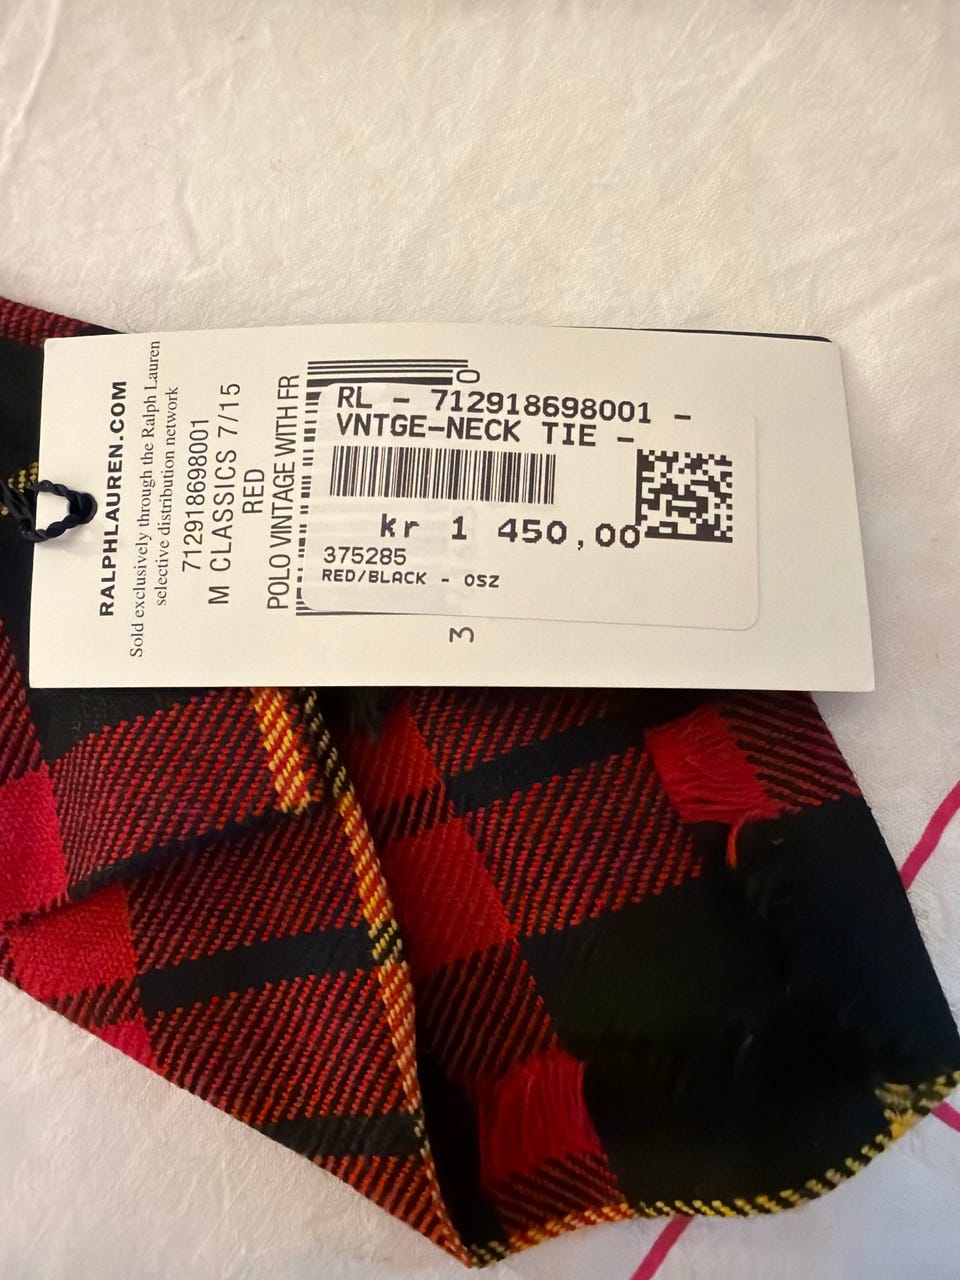 RALPHLAUREN.COM
Sold exclusively through the Ralph Lauren
selective distribution network
712918698001
M CLASSICS 7/15
RED
POLO VINTAGE WITH FR
0
RL - 712918698001 -
VNTGE-NECK TIE -
kr 1 450,00
375285
RED/BLACK - OSZ
3